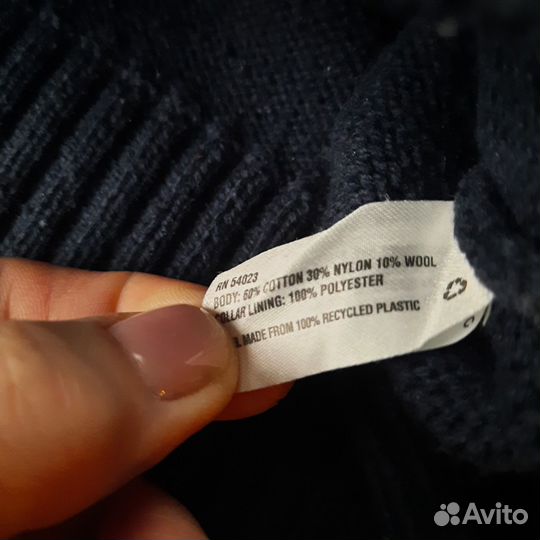 RN 54023
BODY: 60% COTTON 30% NYLON 10% WOOL
COLLAR LINING: 100% POLYESTER
MADE FROM 100% RECYCLED PLASTIC
Avito